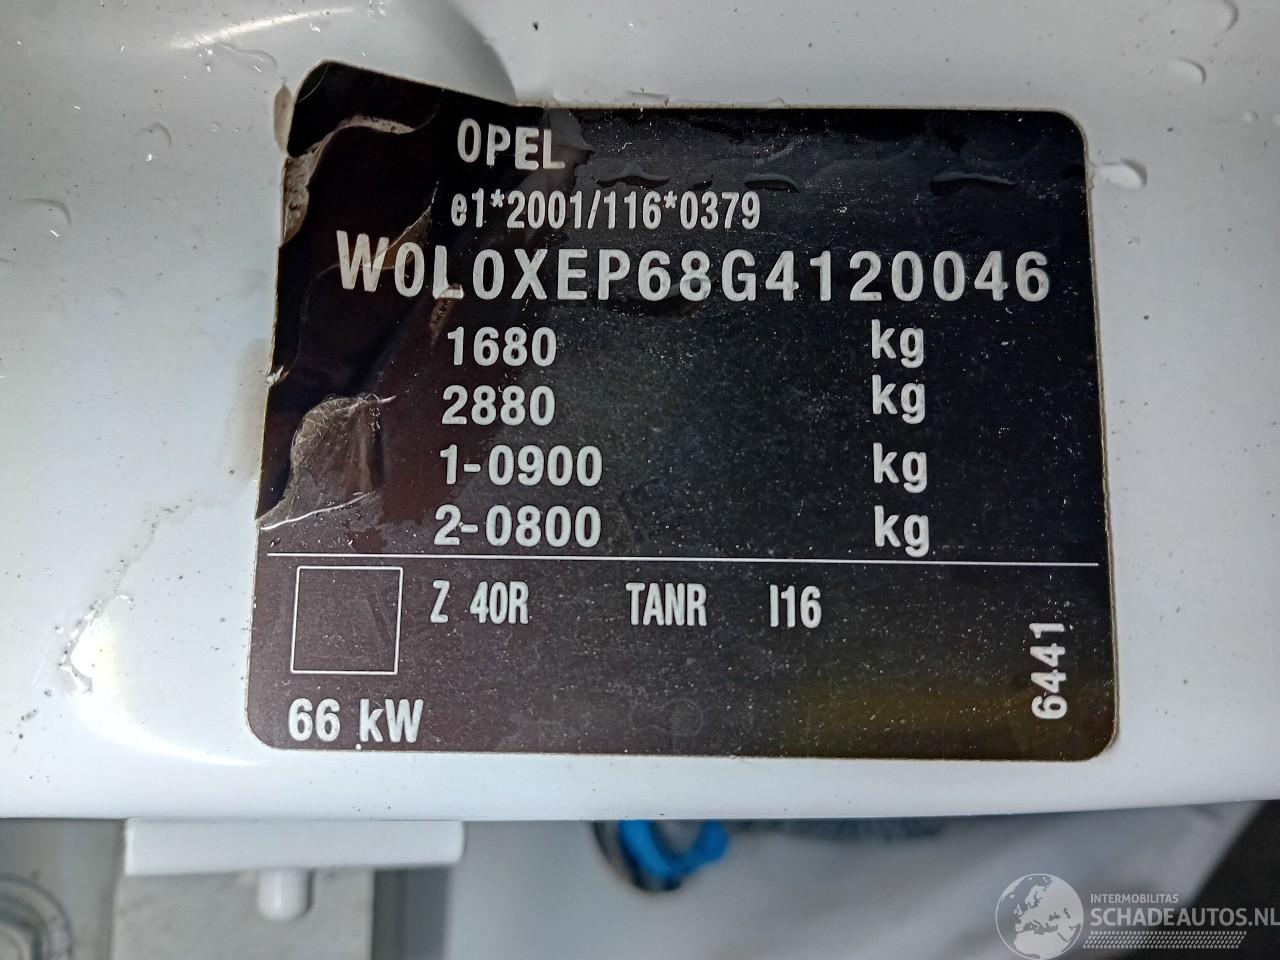 OPEL
e1*2001/116*0379
W0L0XEP68G4120046
1680 kg
2880 kg
1-0900 kg
2-0800 kg
Z 40R TANR I16
6441
66 kW
INTERMOBILITAS
SCHADEAUTOS.NL